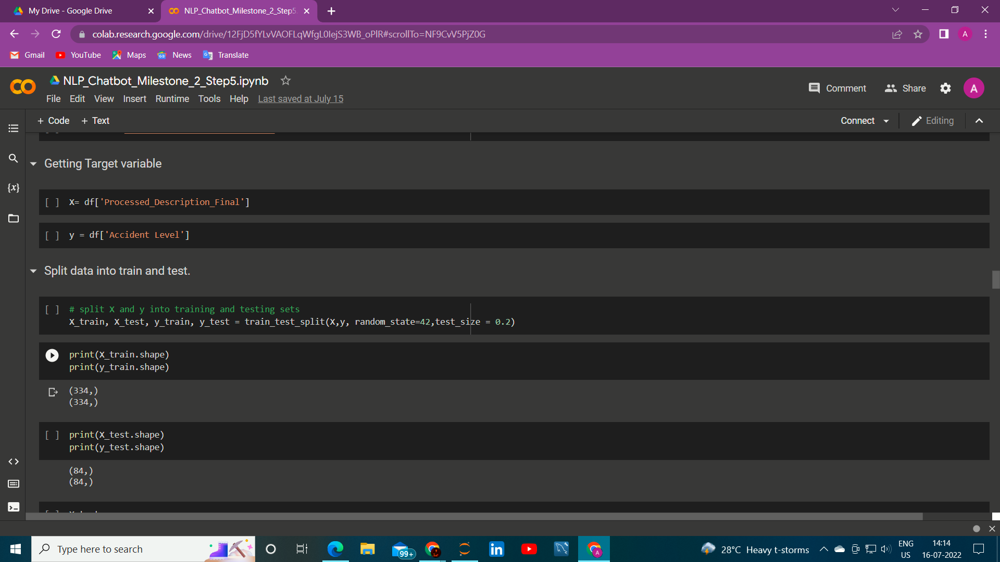 My Drive - Google Drive
NLP_Chatbot_Milestone_2_Step5.
colab.research.google.com/drive/12FjD5fYLvVAOFLqWfgL0IejS3WB_oPlR#scrollTo=NF9CvV5PjZ0G
A
Gmail
YouTube
Maps
News
Translate
NLP_Chatbot_Milestone_2_Step5.ipynb
Comment
Share
A
File Edit View Insert Runtime Tools Help Last saved at July 15
+ Code + Text
Connect
Editing
Getting Target variable
{x}
[ ] X= df['Processed_Description_Final']
[ ] y = df['Accident Level']
Split data into train and test.
[ ] # split X and y into training and testing sets
X_train, X_test, y_train, y_test = train_test_split(X,y, random_state=42,test_size = 0.2)
print(X_train.shape)
print(y_train.shape)
(334,)
(334,)
[ ] print(X_test.shape)
print(y_test.shape)
(84,)
(84,)
Type here to search
99+
28°C Heavy t-storms
ENG
US
14:14
16-07-2022